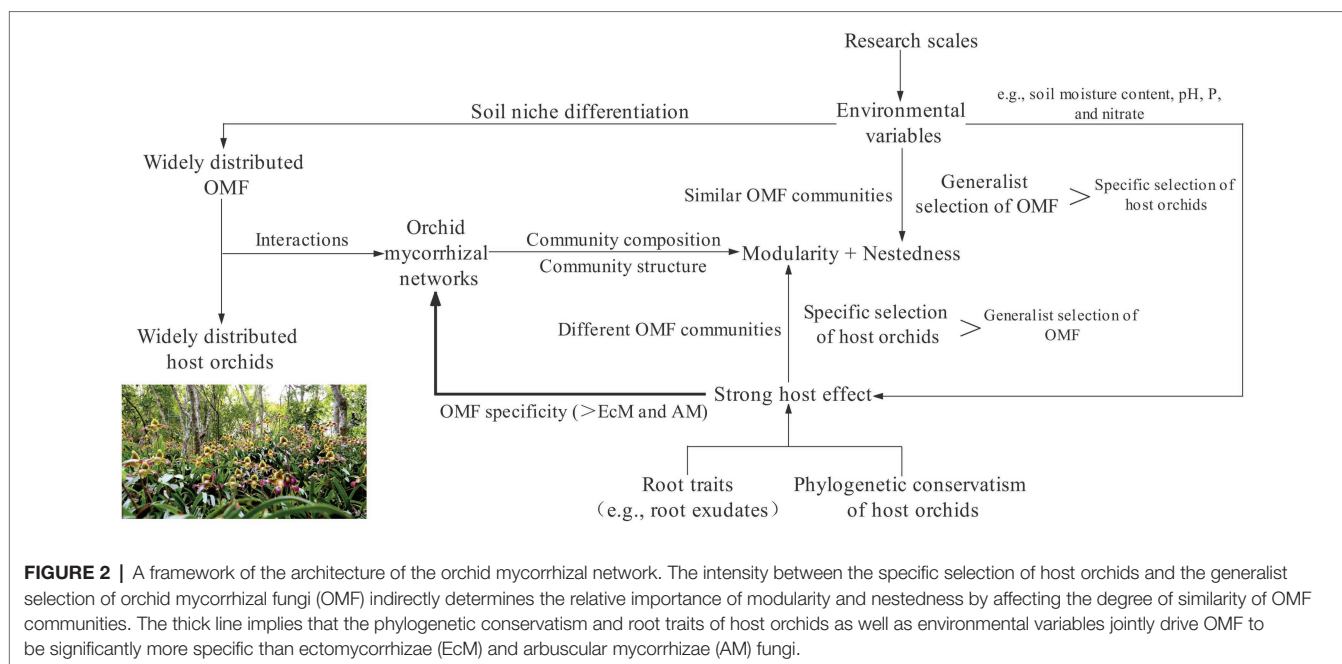 Research scales
e.g., soil moisture content, pH, P,
and nitrate
Soil niche differentiation
Environmental
variables
Widely distributed
OMF
Similar OMF communities
Generalist
selection of OMF
>
Specific selection of
host orchids
Interactions
Orchid
mycorrhizal
networks
Community composition
Community structure
Modularity + Nestedness
Widely distributed
host orchids
Different OMF communities
Specific selection
of host orchids
>
Generalist selection of
OMF
OMF specificity (>EcM and AM)
Strong host effect
Root traits
(e.g., root exudates)
Phylogenetic conservatism
of host orchids
FIGURE 2 | A framework of the architecture of the orchid mycorrhizal network. The intensity between the specific selection of host orchids and the generalist
selection of orchid mycorrhizal fungi (OMF) indirectly determines the relative importance of modularity and nestedness by affecting the degree of similarity of OMF
communities. The thick line implies that the phylogenetic conservatism and root traits of host orchids as well as environmental variables jointly drive OMF to
be significantly more specific than ectomycorrhizae (EcM) and arbuscular mycorrhizae (AM) fungi.